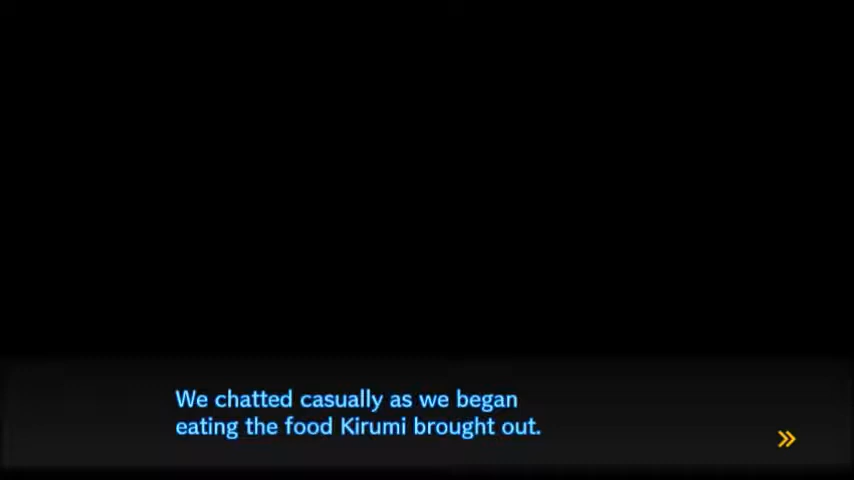 We chatted casually as we began
eating the food Kirumi brought out.